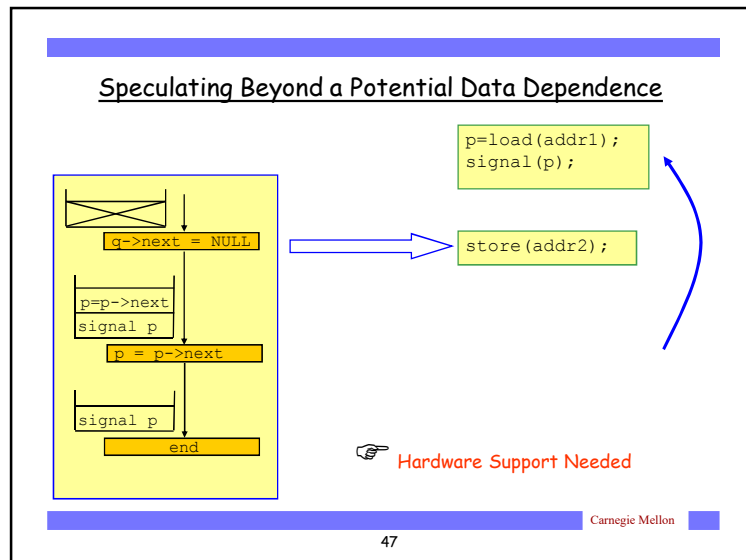 Speculating Beyond a Potential Data Dependence
p=load(addr1);
signal(p);
q->next = NULL
store(addr2);
p=p->next
signal p
p = p->next
signal p
end
Hardware Support Needed
Carnegie Mellon
47